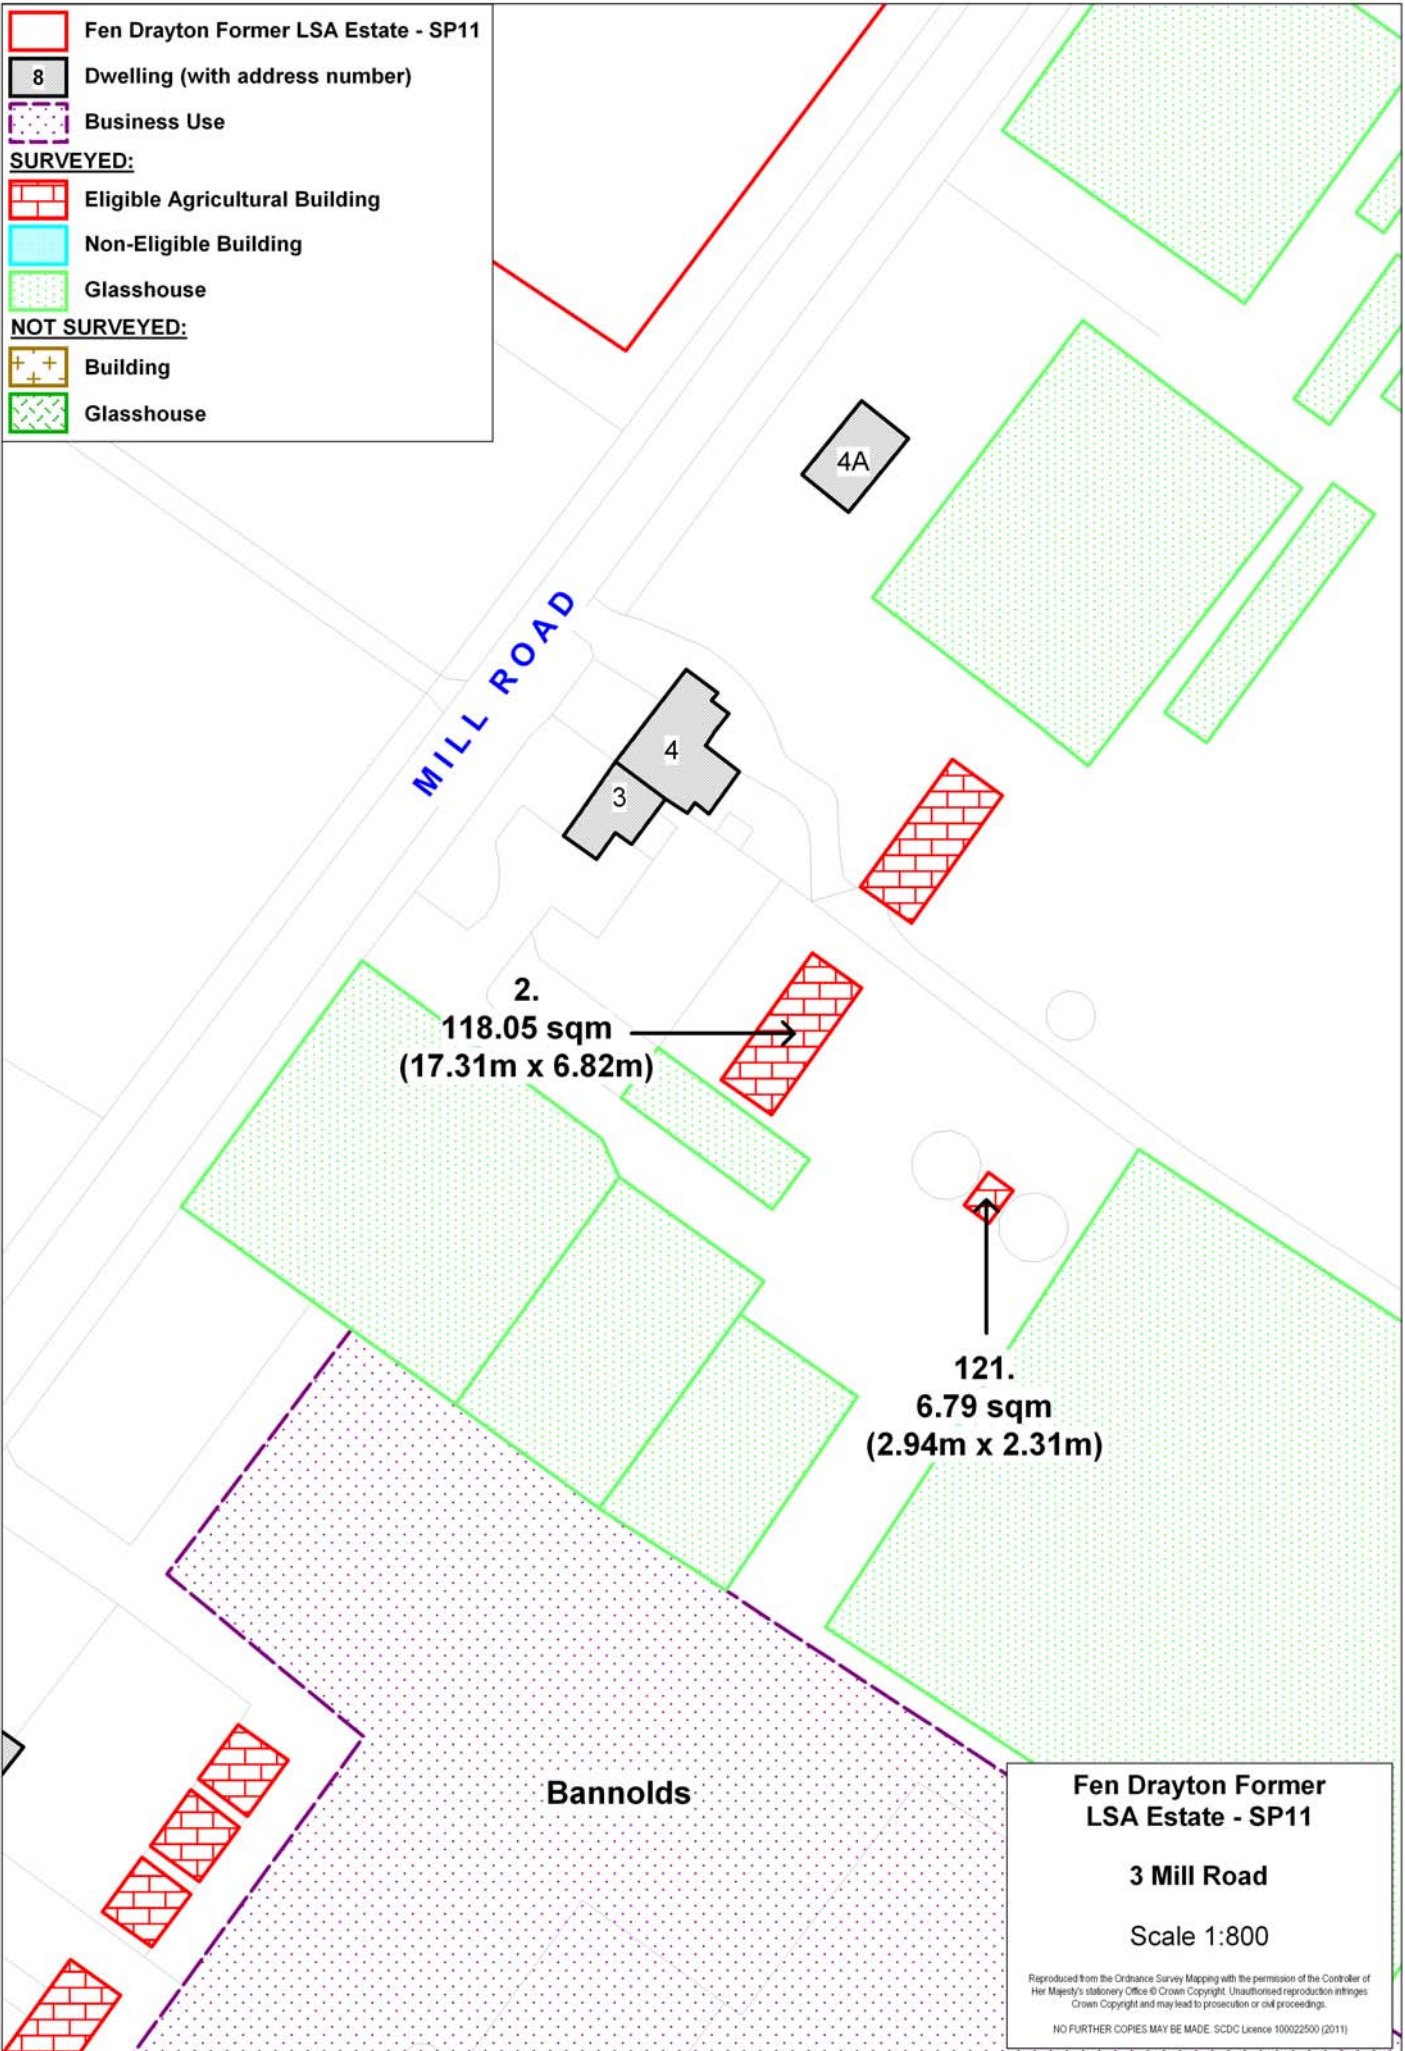 Fen Drayton Former LSA Estate - SP11
8 Dwelling (with address number)
Business Use
SURVEYED:
Eligible Agricultural Building
Non-Eligible Building
Glasshouse
NOT SURVEYED:
Building
Glasshouse
4A
MILL ROAD
4
3
2.
118.05 sqm
(17.31m x 6.82m)
121.
6.79 sqm
(2.94m x 2.31m)
Bannolds
Fen Drayton Former
LSA Estate - SP11
3 Mill Road
Scale 1:800
Reproduced from the Ordnance Survey Mapping with the permission of the Controller of
Her Majesty's stationery Office © Crown Copyright. Unauthorised reproduction infringes
Crown Copyright and may lead to prosecution or civil proceedings.
NO FURTHER COPIES MAY BE MADE. SCDC Licence 100022500 (2011)